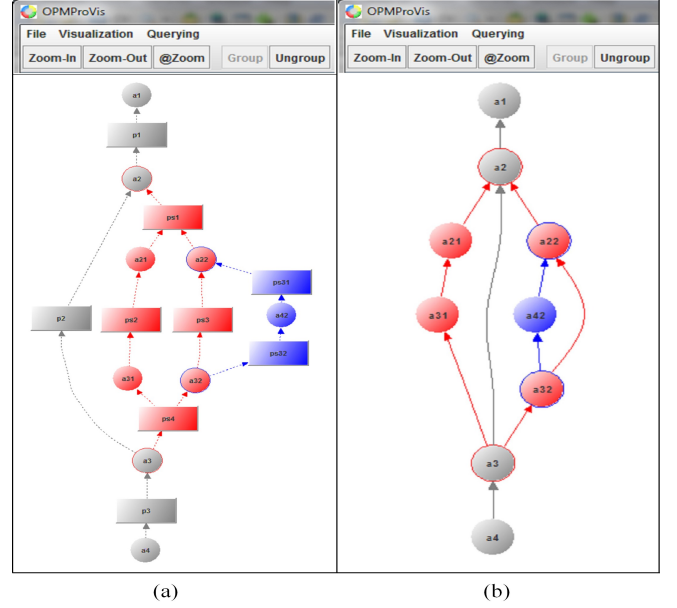 OPMProVis
File Visualization Querying
Zoom-In Zoom-Out @Zoom Group Ungroup
a1
p1
a2
ps1
a21 a22
ps31
p2 ps2 ps3 a42
ps32
a31 a32
ps4
a3
p3
a4
(a)
OPMProVis
File Visualization Querying
Zoom-In Zoom-Out @Zoom Group Ungroup
a1
a2
a21 a22
a31 a42
a32
a3
a4
(b)